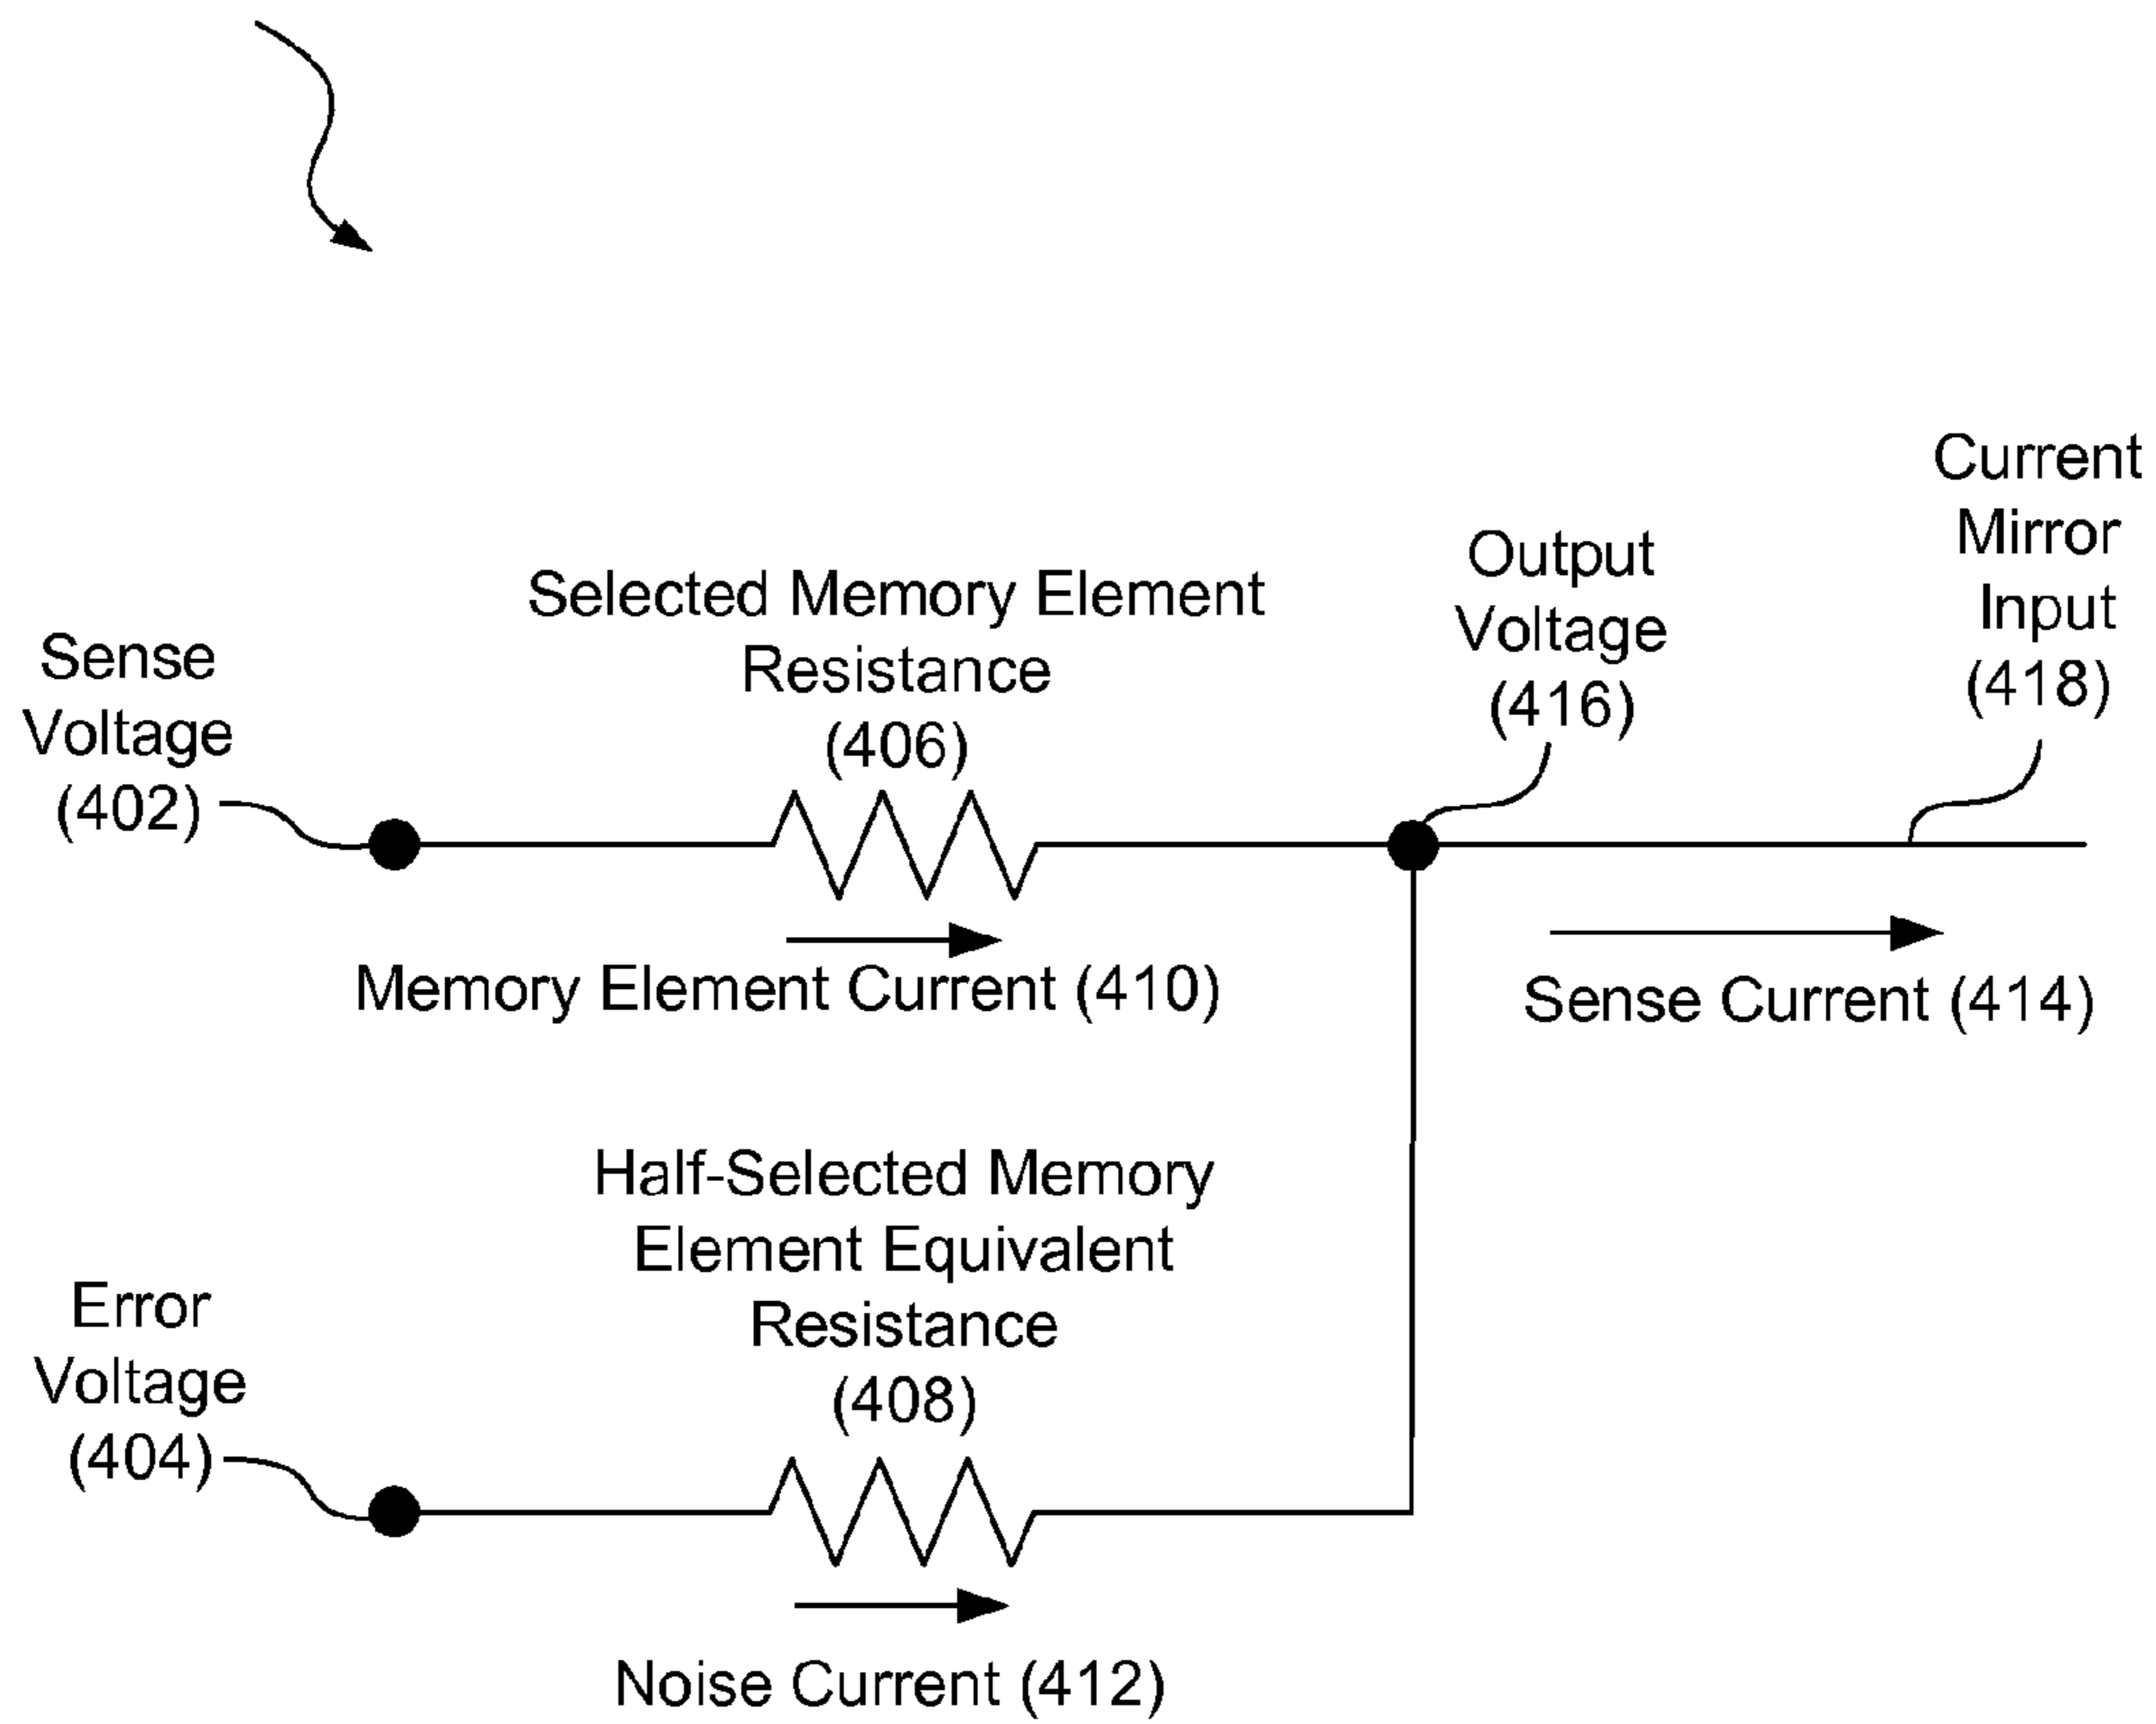 Current
Mirror
Input
(418)
Output
Voltage
(416)
Selected Memory Element
Resistance
(406)
Sense
Voltage
(402)
Memory Element Current (410)
Sense Current (414)
Half-Selected Memory
Element Equivalent
Resistance
(408)
Error
Voltage
(404)
Noise Current (412)